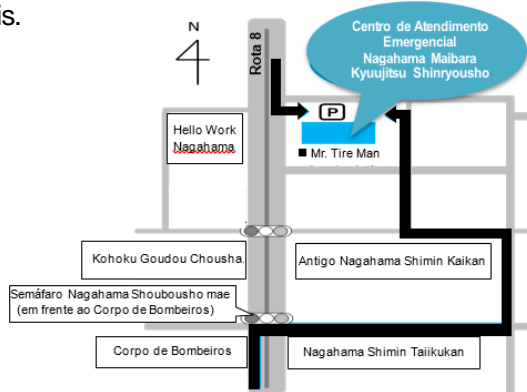 is.
N
Rota 8
Centro de Atendimento
Emergencial
Nagahama Maibara
Kyuujitsu Shinryousho
P
Hello Work
Nagahama
■ Mr. Tire Man
Kohoku Goudou Chousha
Antigo Nagahama Shimin Kaikan
Semáfaro Nagahama Shoubousho mae
(em frente ao Corpo de Bombeiros)
Corpo de Bombeiros
Nagahama Shimin Taiikukan